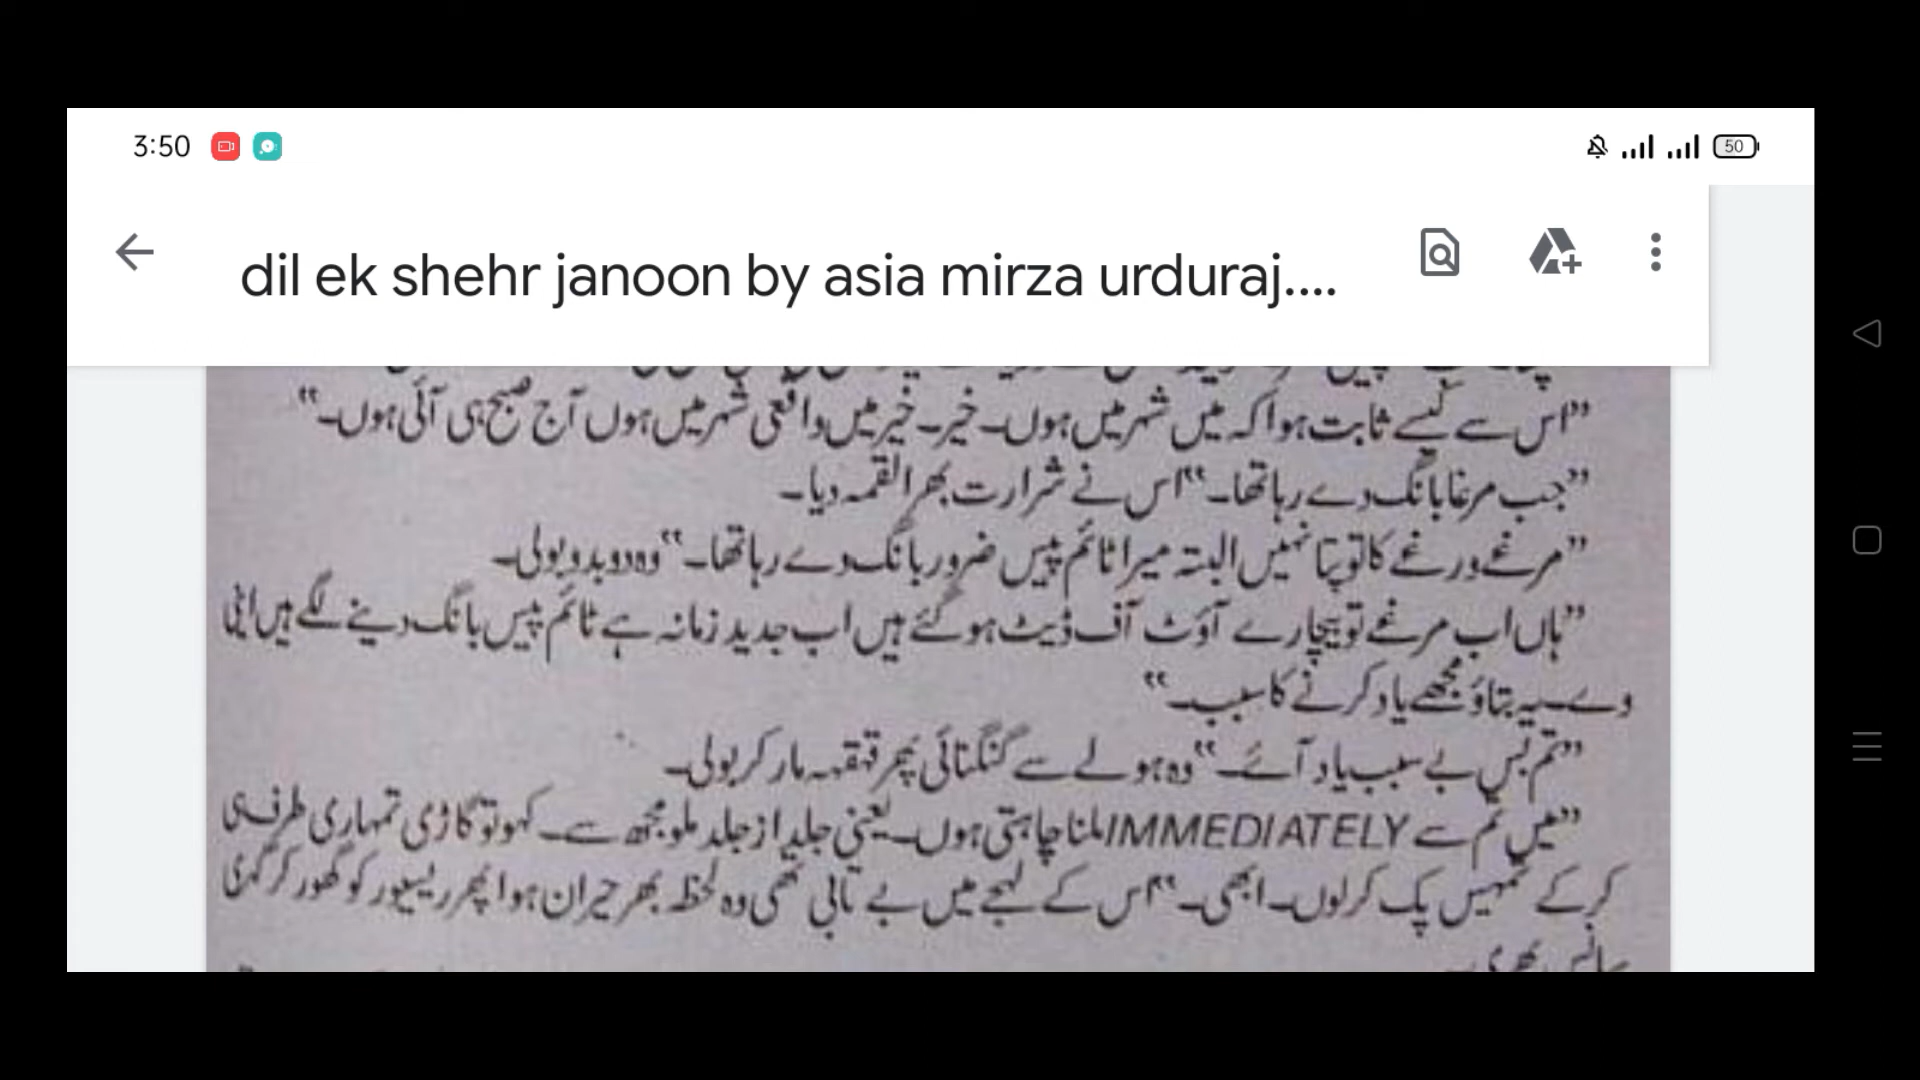 3:50
50
dil ek shehr janoon by asia mirza urduraj....
”اس سے کیسے ثابت ہوا کہ میں شہر میں ہوں۔ خیر۔ خیر میں واقعی شہر میں ہوں آج صبح ہی آئی ہوں۔“
”جب مرغا بانگ دے رہا تھا۔“ اس نے شرارت بھرا لقمہ دیا۔
”مرغے ورغے کا تو پتا نہیں البتہ میرا ٹائم پیس ضرور بانگ دے رہا تھا۔“ وہ دوبدو بولی۔
”ہاں اب مرغے تو بیچارے آؤٹ آف ڈیٹ ہو گئے ہیں اب جدید زمانہ ہے ٹائم پیس بانگ دینے لگے ہیں اپنی
وے۔ یہ بتاؤ مجھے یاد کرنے کا سبب۔“
”تم بس بے سبب یاد آئے۔“ وہ ہولے سے گنگنائی پھر قہقہہ مار کر بولی۔
”میں تم سے IMMEDIATELY ملنا چاہتی ہوں۔ یعنی جلد از جلد ملو مجھ سے۔ کہو تو گاڑی تمہاری طرف ہی
کر کے تمہیں پک کر لوں۔ ابھی۔“ اس کے لہجے میں بے تابی تھی وہ لحظہ بھر حیران ہوا پھر ریسیور کو گھور کر گہری
سانس بھری۔